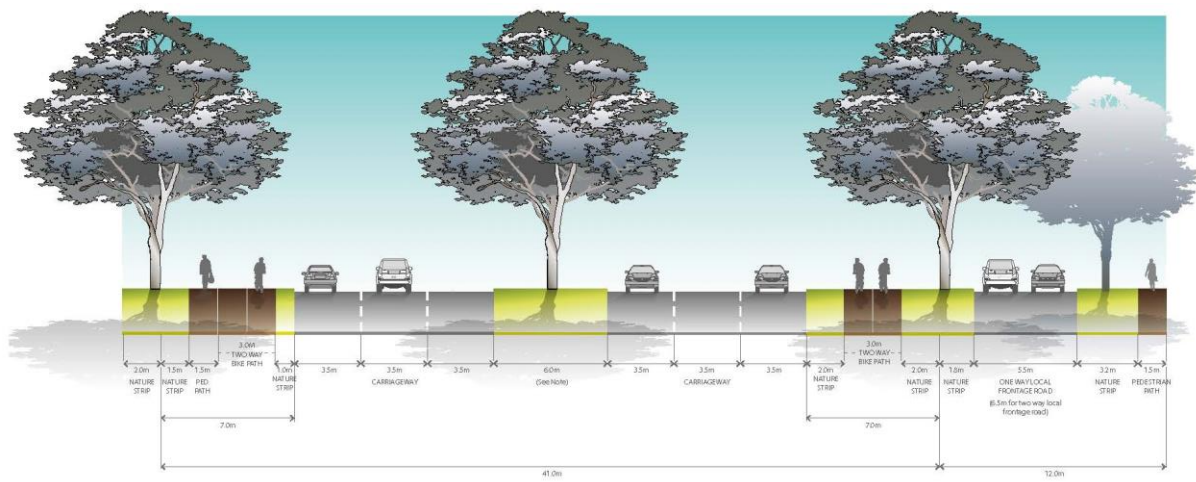 3.0M
TWO WAY
BIKE PATH
3.0m
TWO WAY
BIKE PATH
2.0m
NATURE
STRIP
1.5m
NATURE
STRIP
1.5m
PED
PATH
1.0m
NATURE
STRIP
3.5m
3.5m
CARRIAGEWAY
3.5m
6.0m
(See Note)
3.5m
3.5m
CARRIAGEWAY
3.5m
2.0m
NATURE
STRIP
2.0m
NATURE
STRIP
1.8m
NATURE
STRIP
5.5m
ONE WAY LOCAL
FRONTAGE ROAD
(6.5m for two way local
frontage road)
3.2m
NATURE
STRIP
1.5m
PEDESTRIAN
PATH
7.0m
7.0m
41.0m
12.0m